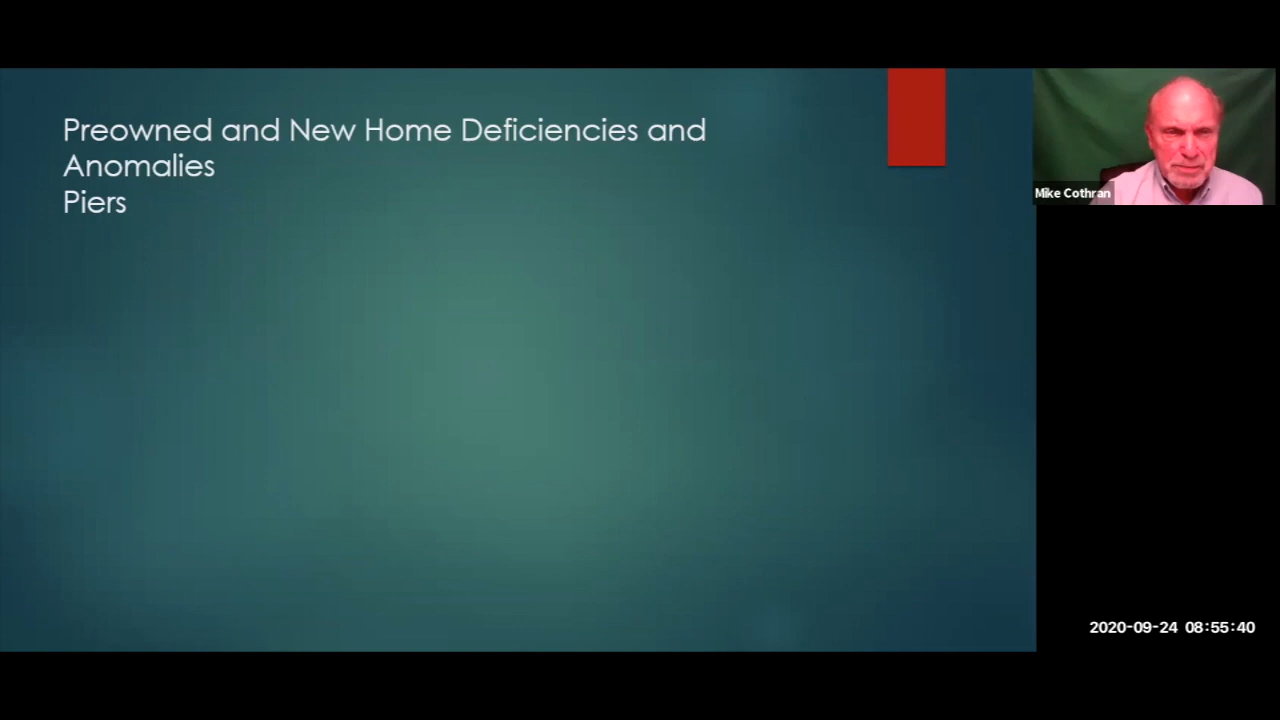 Preowned and New Home Deficiencies and
Anomalies
Piers
Mike Cothran
2020-09-24 08:55:40